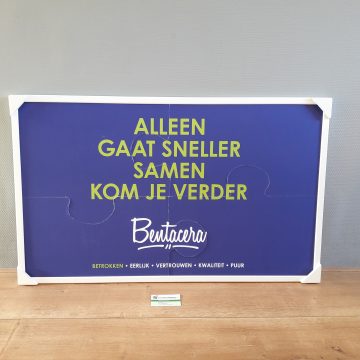 ALLEEN
GAAT SNELLER
SAMEN
KOM JE VERDER
Bentacera
BETROKKEN • EERLIJK • VERTROUWEN • KWALITEIT • PUUR